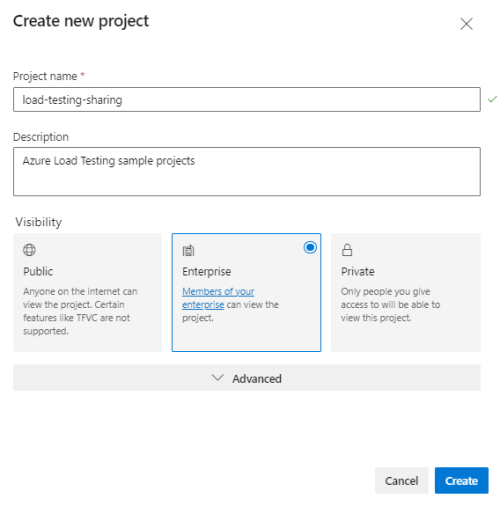 Create new project
Project name *
load-testing-sharing
Description
Azure Load Testing sample projects
Visibility
Public
Anyone on the internet can
view the project. Certain
features like TFVC are not
supported.
Enterprise
Members of your
enterprise can view the
project.
Private
Only people you give
access to will be able to
view this project.
Advanced
Cancel
Create